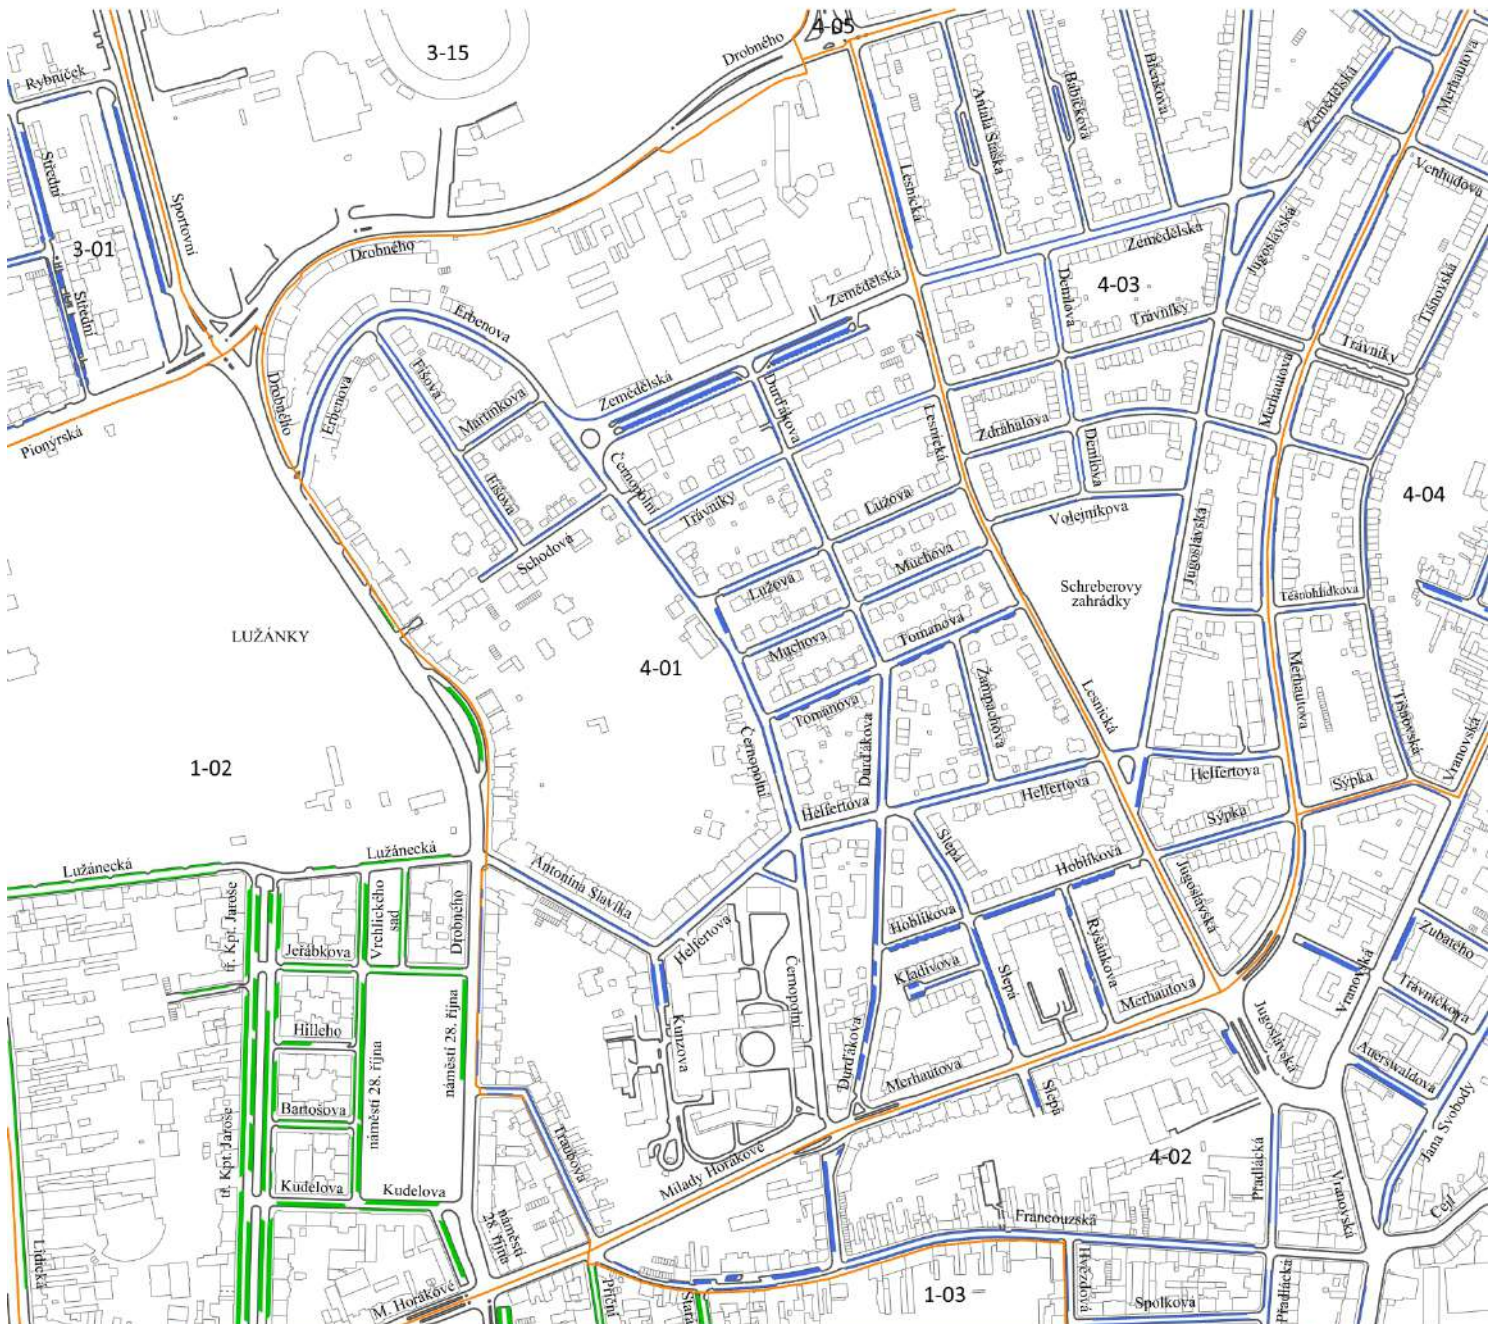 4-05
3-15
Drobného
Rybníček
Merhautova
Babičkova
Břenkova
Zemědělská
Antala Staška
Střední
Lesnická
Venhudova
Sportovní
3-01
Drobného
Zemědělská
Jugoslávská
4-03
Demlova
Tišnovská
Zemědělská
Střední
Erbenova
Trávníky
Trávníky
Fišova
Durďákova
Zemědělská
Merhautova
Erbenova
Drobného
Martinkova
Lesnická
Zdráhalova
Pionýrská
Demlova
Černopolní
Fišova
4-04
Trávníky
Lužova
Volejníkova
Jugoslávská
Schodová
Muchova
Lužova
Schreberovy
zahrádky
Těsnohlídkova
LUŽÁNKY
Muchova
Tomanova
4-01
Merhautova
Žampachova
Lesnická
Tomanova
Tišnovská
Durďákova
Černopolní
Vranovská
1-02
Helfertova
Sýpka
Helfertova
Helfertova
Sýpka
Slepá
Lužánecká
Lužánecká
Hoblíkova
Antonína Slavíka
Jugoslávská
tř. Kpt. Jaroše
Vrchlického
sad
Drobného
Hoblíkova
Ryšánkova
Helfertova
Zubatého
Jeřábkova
Kladivova
Slepá
Vranovská
Černopolní
Merhautova
Trávníčkova
Hilleho
náměstí 28. října
Kunzova
Durďákova
Jugoslávská
Auerswaldova
náměstí 28. října
Merhautova
Slepá
Bartošova
Jana Svobody
Traubova
Milady Horákové
4-02
Přadlácká
tř. Kpt. Jaroše
Kudelova
Kudelova
Vranovská
Cejl
Francouzská
náměstí
28. října
Lidická
Hvězdová
M. Horákové
Příční
Stará
1-03
Spolková
Přadlácká